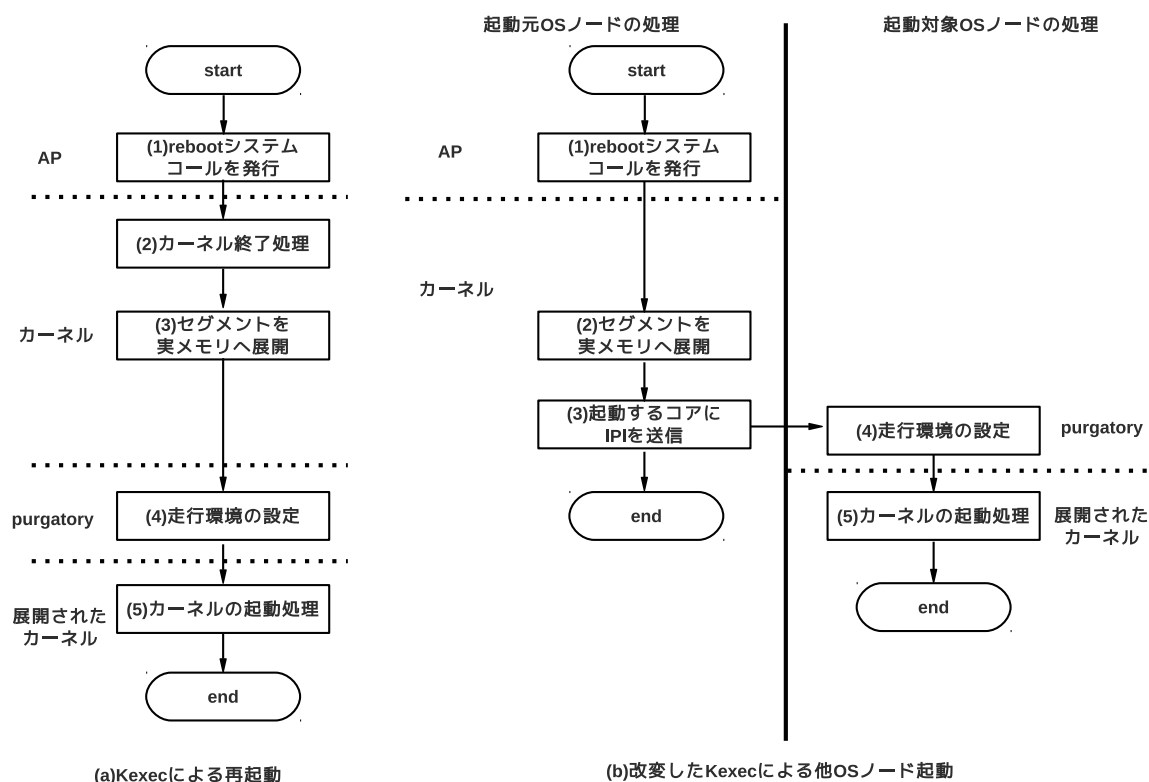 start
AP
(1)rebootシステム
コールを発行
(2)カーネル終了処理
カーネル
(3)セグメントを
実メモリへ展開
purgatory
(4)走行環境の設定
展開された
カーネル
(5)カーネルの起動処理
end
(a)Kexecによる再起動
起動元OSノードの処理
start
AP
(1)rebootシステム
コールを発行
カーネル
(2)セグメントを
実メモリへ展開
(3)起動するコアに
IPIを送信
end
起動対象OSノードの処理
(4)走行環境の設定
purgatory
(5)カーネルの起動処理
展開された
カーネル
end
(b)改変したKexecによる他OSノード起動